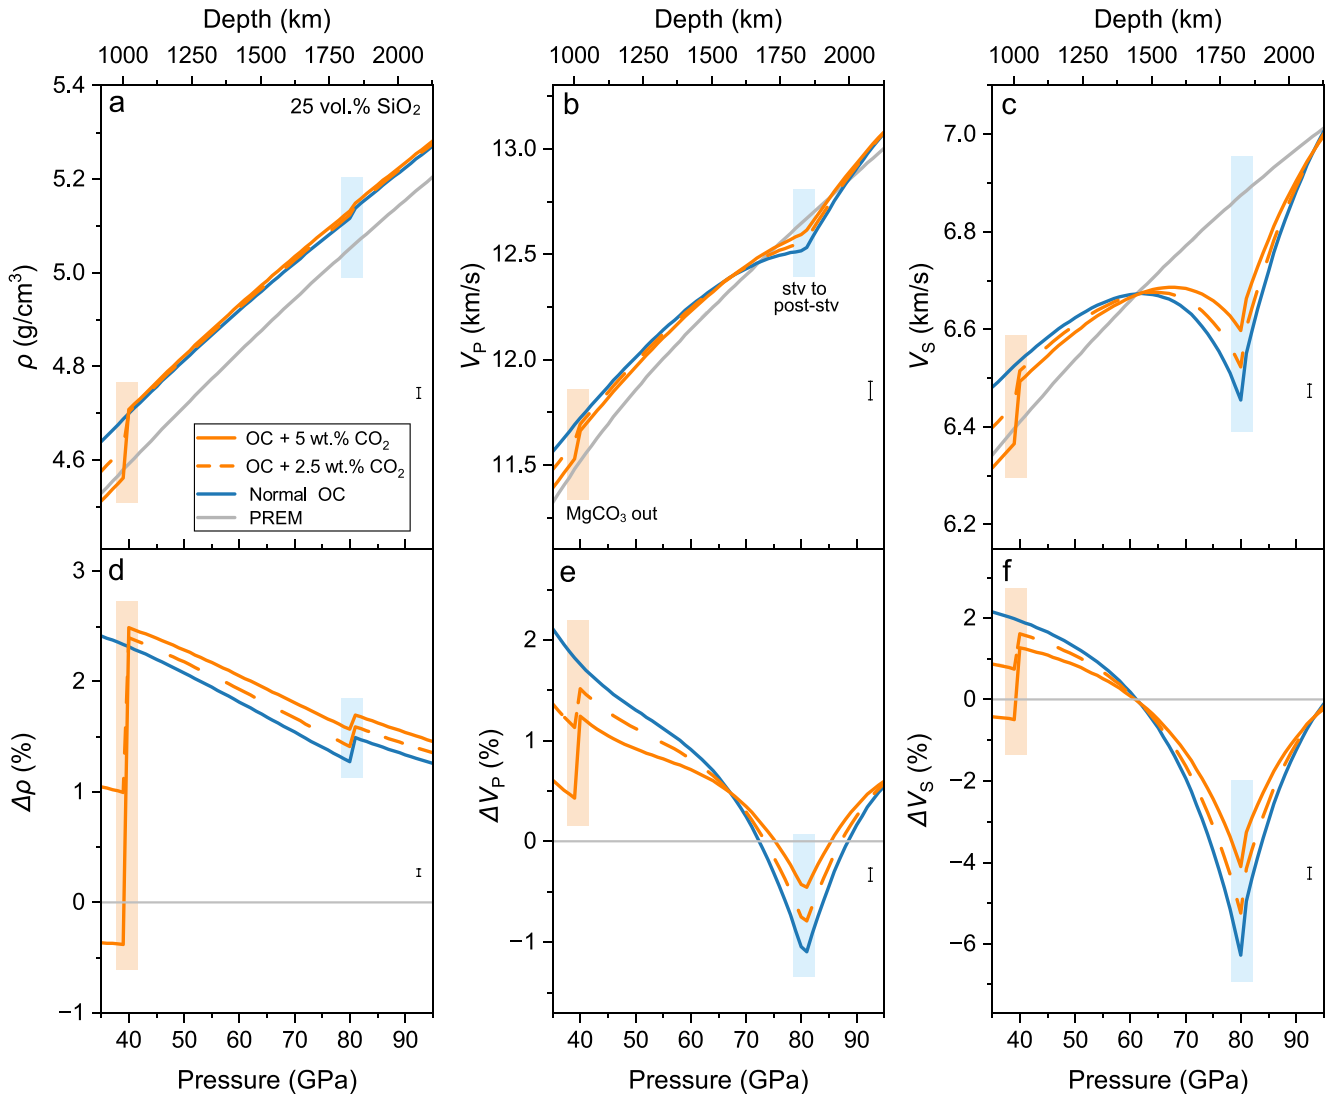 Depth (km)
1000 1250 1500 1750 2000
Depth (km)
1000 1250 1500 1750 2000
Depth (km)
1000 1250 1500 1750 2000
a
25 vol.% SiO₂
5.4
5.2
5.0
4.8
4.6
ρ (g/cm³)
OC + 5 wt.% CO₂
OC + 2.5 wt.% CO₂
Normal OC
PREM
b
13.0
12.5
12.0
11.5
V_P (km/s)
stv to
post-stv
MgCO₃ out
c
7.0
6.8
6.6
6.4
6.2
V_S (km/s)
d
3
2
1
0
−1
Δρ (%)
40 50 60 70 80 90
Pressure (GPa)
e
2
1
0
−1
ΔV_P (%)
40 50 60 70 80 90
Pressure (GPa)
f
2
0
−2
−4
−6
ΔV_S (%)
40 50 60 70 80 90
Pressure (GPa)